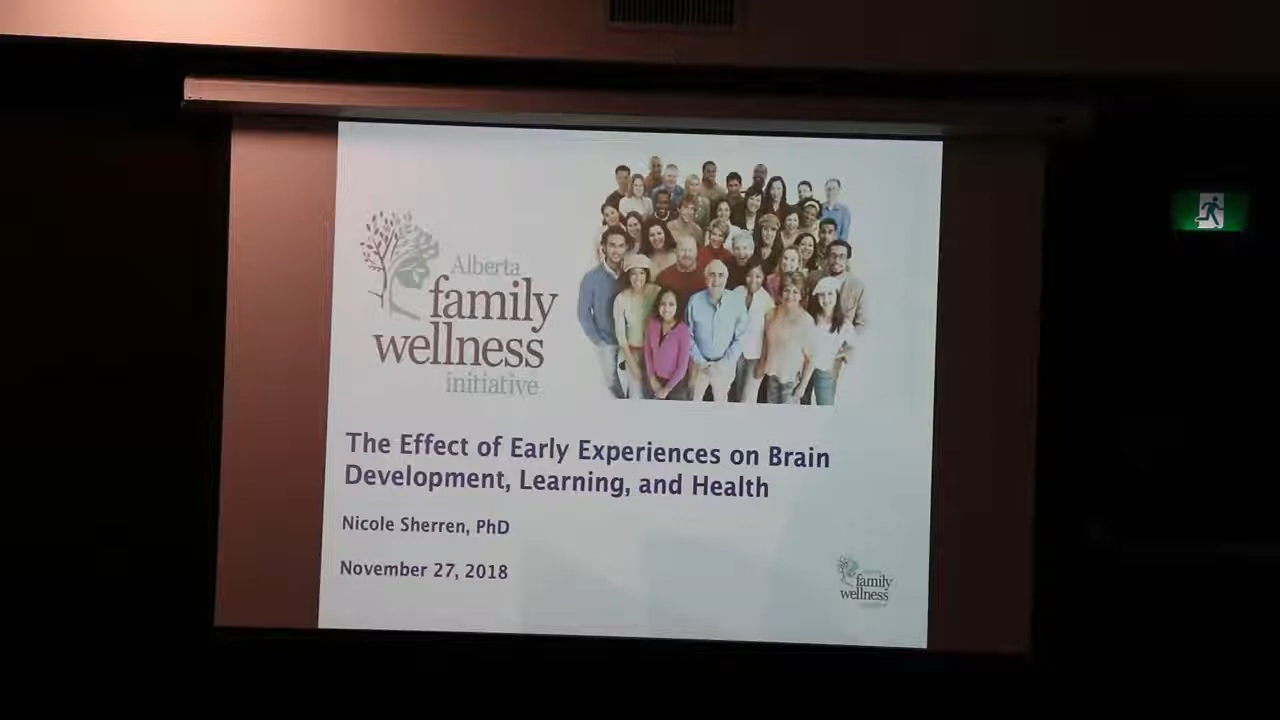 Alberta
family
wellness
initiative
The Effect of Early Experiences on Brain
Development, Learning, and Health
Nicole Sherren, PhD
November 27, 2018
family
wellness